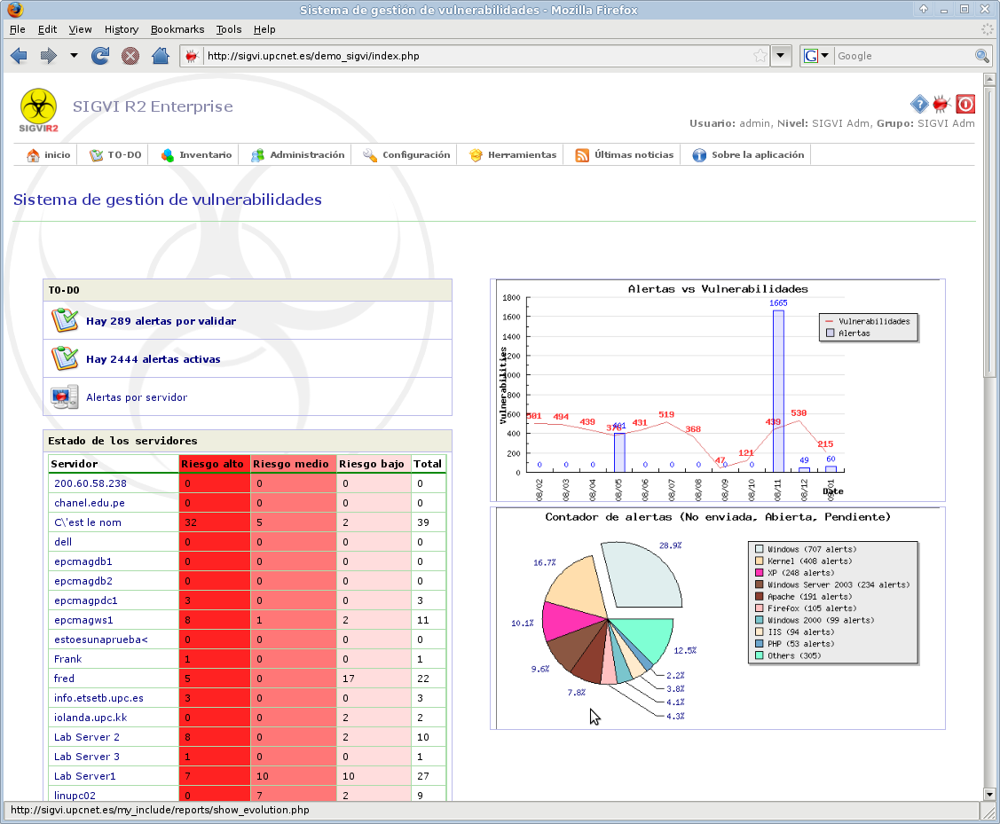 Sistema de gestión de vulnerabilidades - Mozilla Firefox
File Edit View History Bookmarks Tools Help
http://sigvi.upcnet.es/demo_sigvi/index.php
G Google
SIGVI R2 Enterprise
SIGVIR2
Usuario: admin, Nivel: SIGVI Adm, Grupo: SIGVI Adm
inicio TO-DO Inventario Administración Configuración Herramientas Últimas noticias Sobre la aplicación
Sistema de gestión de vulnerabilidades
TO-DO
Hay 289 alertas por validar
Hay 2444 alertas activas
Alertas por servidor
Estado de los servidores
Servidor Riesgo alto Riesgo medio Riesgo bajo Total
200.60.58.238 0 0 0 0
chanel.edu.pe 0 0 0 0
C\'est le nom 32 5 2 39
dell 0 0 0 0
epcmagdb1 0 0 0 0
epcmagdb2 0 0 0 0
epcmagpdc1 3 0 0 3
epcmagws1 8 1 2 11
estoesunaprueba< 0 0 0 0
Frank 1 0 0 1
fred 5 0 17 22
info.etsetb.upc.es 3 0 0 3
iolanda.upc.kk 0 0 2 2
Lab Server 2 8 0 2 10
Lab Server 3 1 0 0 1
Lab Server1 7 10 10 27
linupc02 0 7 2 9
Alertas vs Vulnerabilidades
Vulnerabilidades
Alertas
Vulnerabilities
1800
1600
1400
1200
1000
800
600
400
200
0
501 494 439 378 431 519 368 47 121 439 530 215
0 0 0 401 0 0 0 0 0 1665 49 60
08/02 08/03 08/04 08/05 08/06 08/07 08/08 08/09 08/10 08/11 08/12 09/01
Date
Contador de alertas (No enviada, Abierta, Pendiente)
28.9%
16.7%
10.1%
9.6%
7.8%
4.3%
4.1%
3.8%
2.2%
12.5%
Windows (707 alerts)
Kernel (408 alerts)
XP (248 alerts)
Windows Server 2003 (234 alerts)
Apache (191 alerts)
Firefox (105 alerts)
Windows 2000 (99 alerts)
IIS (94 alerts)
PHP (53 alerts)
Others (305)
http://sigvi.upcnet.es/my_include/reports/show_evolution.php